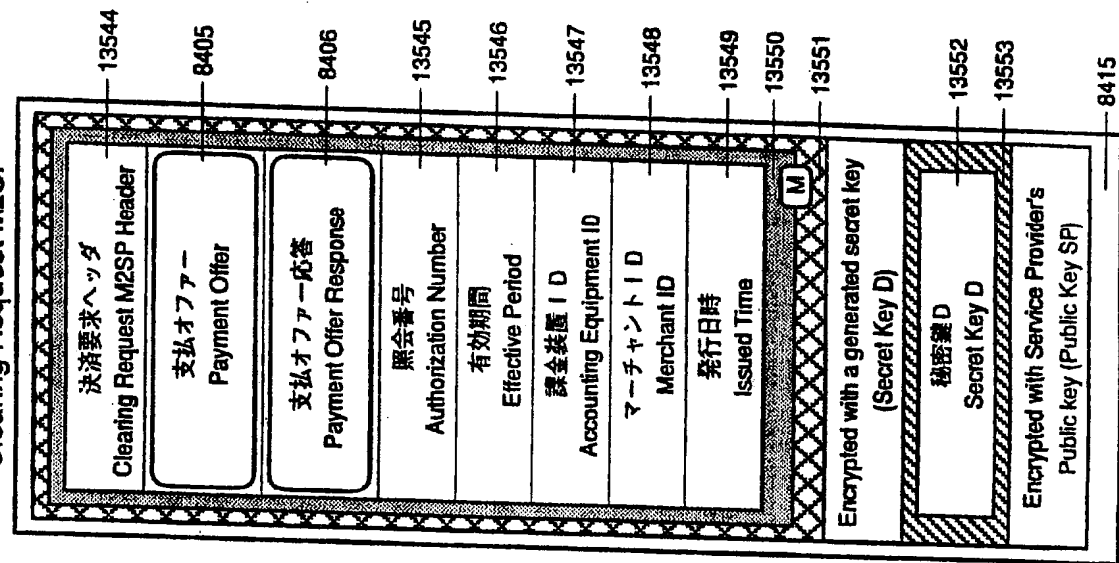 決済要求ヘッダ
Clearing Request M2SP Header
13544
支払オファー
Payment Offer
8405
支払オファー応答
Payment Offer Response
8406
照会番号
Authorization Number
13545
有効期間
Effective Period
13546
課金装置ID
Accounting Equipment ID
13547
マーチャントID
Merchant ID
13548
発行日時
Issued Time
13549
13550
M
13551
Encrypted with a generated secret key
(Secret Key D)
秘密鍵D
Secret Key D
13552
13553
Encrypted with Service Provider's
Public key (Public Key SP)
8415